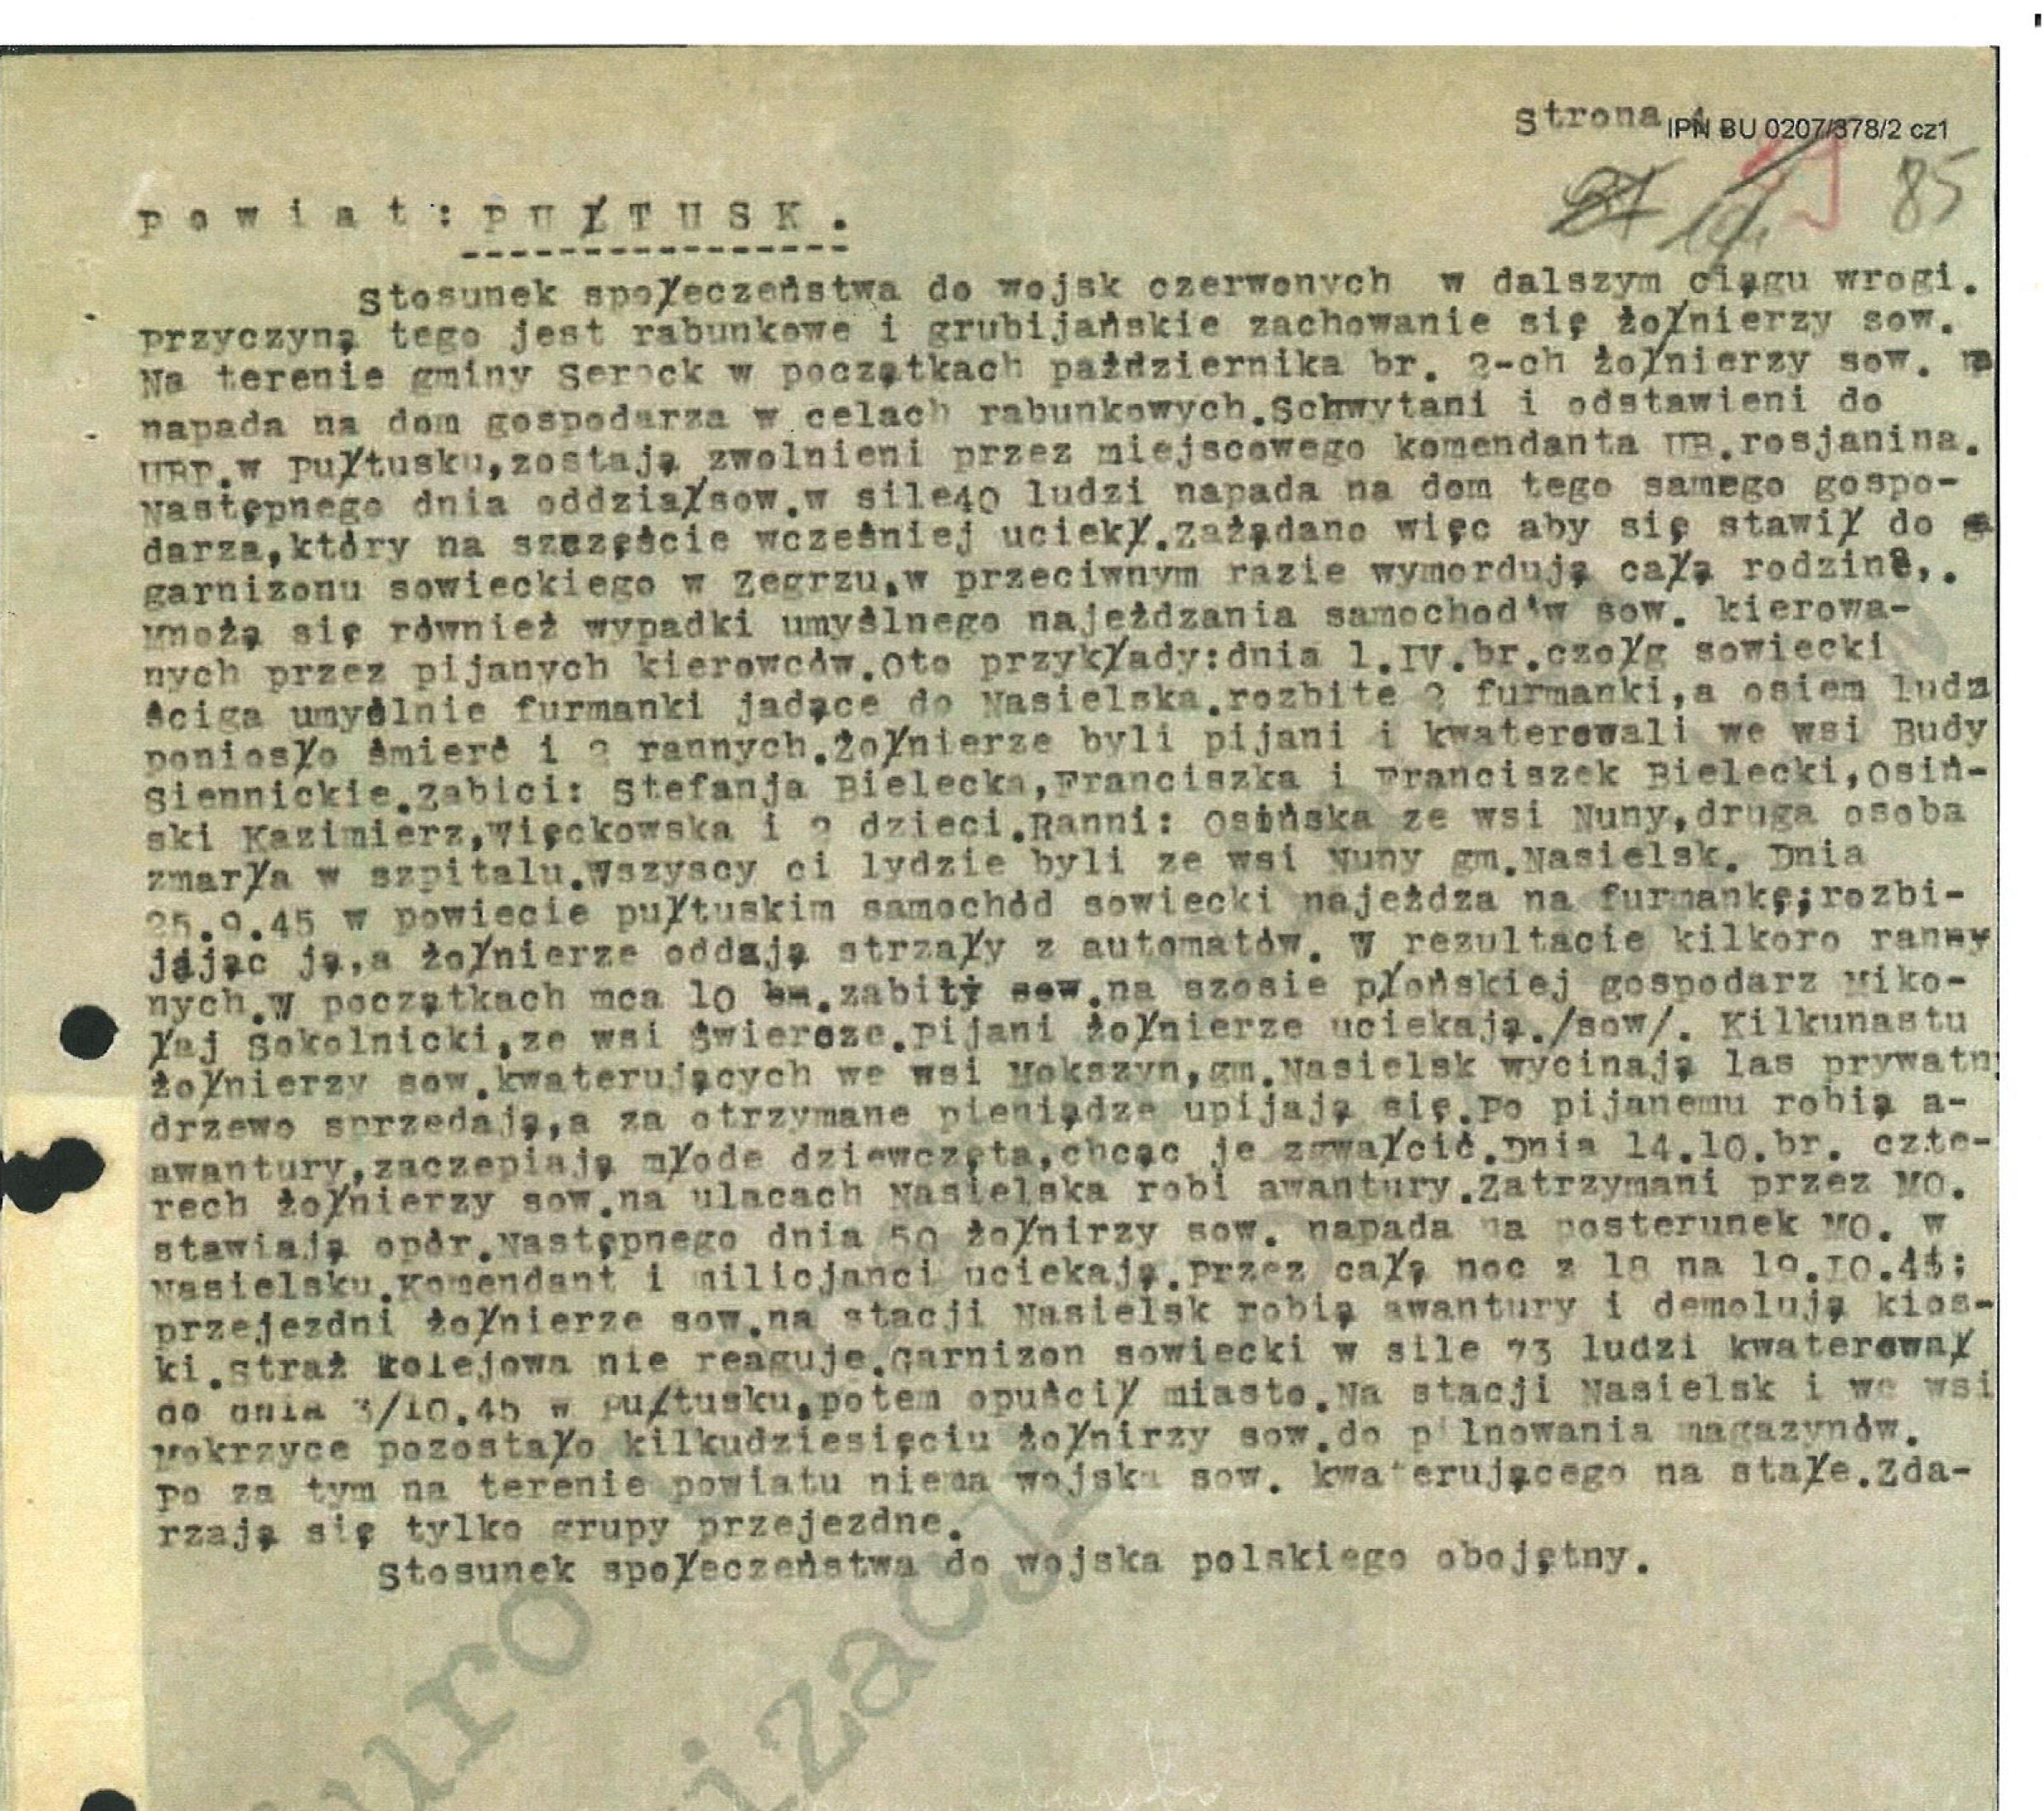 strona 4.
IPN BU 0207/378/2 cz1
85
powiat: PUŁTUSK.
Stosunek społeczeństwa do wojsk czerwonych w dalszym ciągu wrogi.
przyczyną tego jest rabunkowe i grubijańskie zachowanie się żołnierzy sow.
Na terenie gminy Serock w początkach października br. 2-ch żołnierzy sow.
napada na dom gospodarza w celach rabunkowych.Schwytani i odstawieni do
UBP.w Pułtusku,zostają zwolnieni przez miejscowego komendanta UB.rosjanina.
Następnego dnia oddział sow.w sile40 ludzi napada na dom tego samego gospo-
darza,który na szczęście wcześniej uciekł.Zażądano więc aby się stawił do
garnizonu sowieckiego w Zegrzu,w przeciwnym razie wymordują całą rodzinę,.
Mnożą się również wypadki umyślnego najeżdzania samochod'w sow. kierowa-
nych przez pijanych kierowców.Oto przykłady:dnia 1.IV.br.czołg sowiecki
ściga umyślnie furmanki jadące do Nasielska.rozbite 2 furmanki,a osiem ludz
poniosło śmierć i 2 rannych.Żołnierze byli pijani i kwaterowali we wsi Budy
Siennickie.Zabici: Stefanja Bielecka,Franciszka i Franciszek Bielecki,Osiń-
ski Kazimierz,Więckowska i 2 dzieci.Ranni: Osińska ze wsi Nuny,druga osoba
zmarła w szpitalu.Wszyscy ci lydzie byli ze wsi Nuny gm.Nasielsk. Dnia
25.9.45 w powiecie pułtuskim samochód sowiecki najeżdza na furmankę;rozbi-
jając ją,a żołnierze oddają strzały z automatów. W rezultacie kilkoro ranny
nych.W początkach mca 10 zabity na szosie płońskiej gospodarz Miko-
łaj Sokolnicki,ze wsi Świercze.Pijani żołnierze uciekają./sow/. Kilkunastu
żołnierzy sow.kwaterujących we wsi Mokszyn,gm.Nasielsk wycinają las prywatn
drzewo sprzedają,a za otrzymane pieniądze upijają się.Po pijanemu robią a-
awantury,zaczepiają młode dziewczęta,chcąc je zgwałcić.Dnia 14.10.br. czte-
rech żołnierzy sow.na ulacach Nasielska robi awantury.Zatrzymani przez MO.
stawiają opór.Następnego dnia 50 żołnirzy sow. napada na posterunek MO. w
Nasielsku.Komendant i milicjanci uciekają.Przez całą noc z 18 na 19.10.45:
przejezdni żołnierze sow.na stacji Nasielsk robią awantury i demolują kios-
ki.Straż kolejowa nie reaguje.Garnizon sowiecki w sile 73 ludzi kwaterował
do dnia 3/10.45 w Pułtusku,potem opuścił miasto.Na stacji Nasielsk i we wsi
Mokrzyce pozostało kilkudziesięciu żołnirzy sow.do pilnowania magazynów.
Po za tym na terenie powiatu niema wojska sow. kwaterującego na stałe.Zda-
rzają się tylko grupy przejezdne.
Stosunek społeczeństwa do wojska polskiego obojętny.